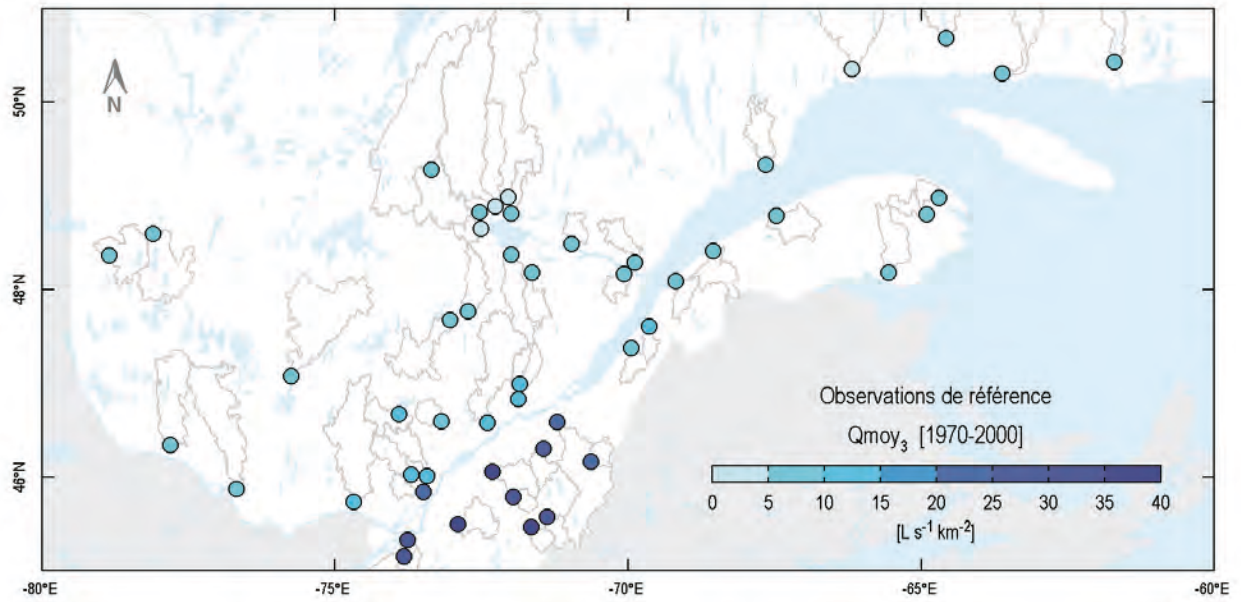 50°N
48°N
46°N
N
Observations de référence
Qmoy₃ [1970-2000]
0 5 10 15 20 25 30 35 40
[L s⁻¹ km⁻²]
-80°E -75°E -70°E -65°E -60°E